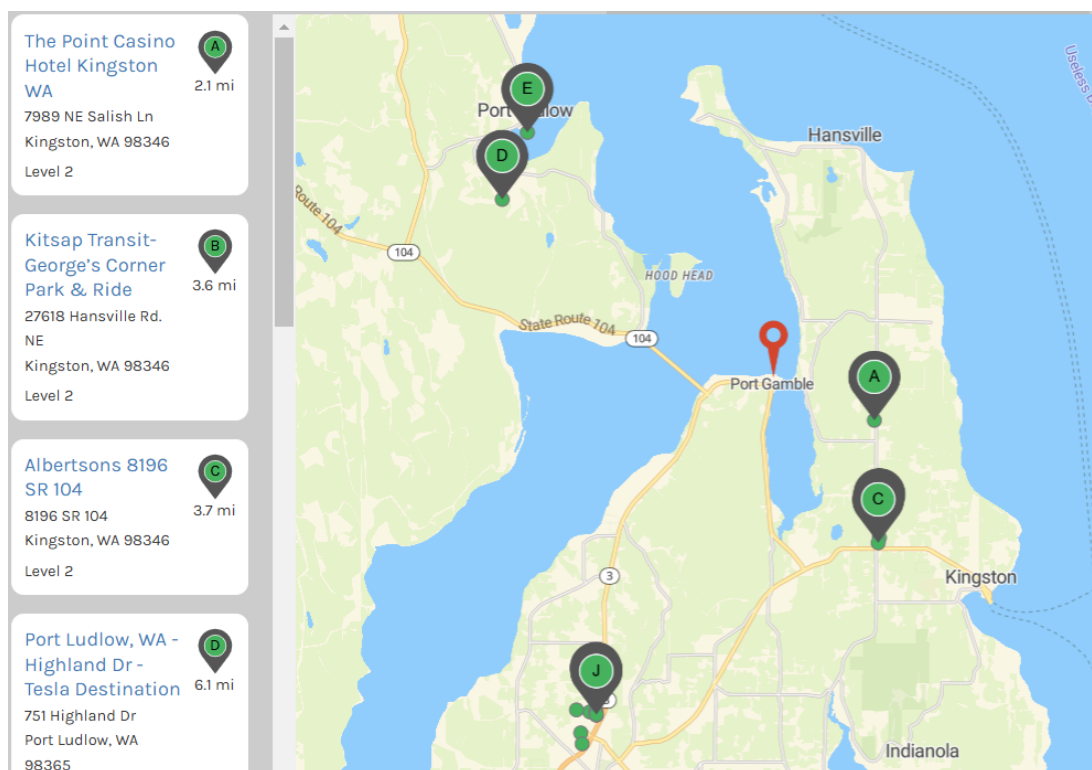 The Point Casino
Hotel Kingston
WA
A
2.1 mi
7989 NE Salish Ln
Kingston, WA 98346
Level 2
Kitsap Transit-
George's Corner
Park & Ride
B
3.6 mi
27618 Hansville Rd.
NE
Kingston, WA 98346
Level 2
Albertsons 8196
SR 104
C
3.7 mi
8196 SR 104
Kingston, WA 98346
Level 2
Port Ludlow, WA -
Highland Dr -
Tesla Destination
D
6.1 mi
751 Highland Dr
Port Ludlow, WA
98365
Useless
E
Port
D
Hansville
Route 104
104
HOOD HEAD
State Route 104
104
Port Gamble
A
C
3
Kingston
J
Indianola